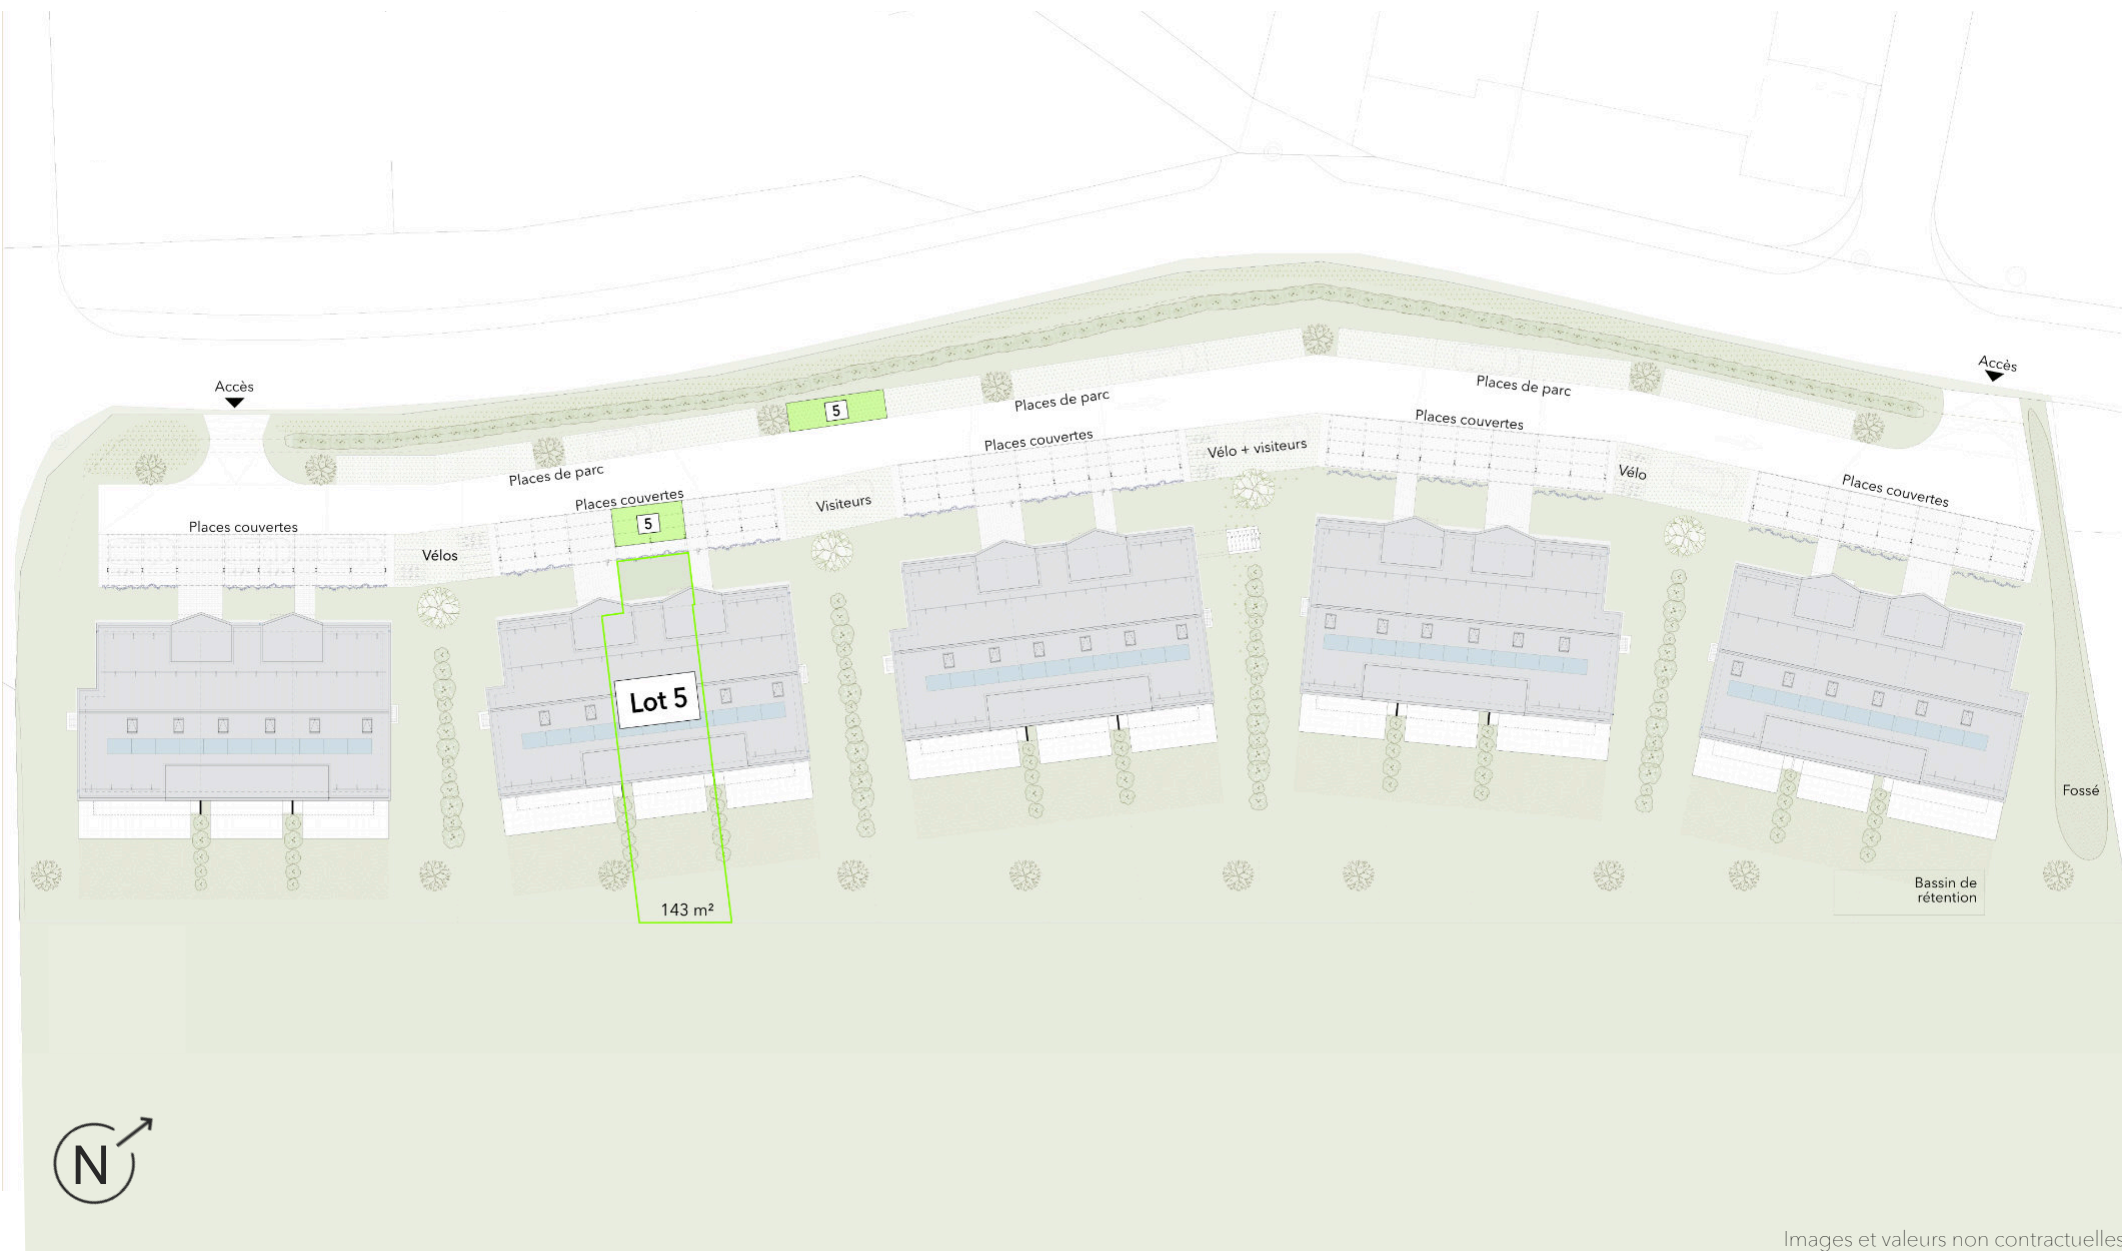 Accès
Accès
Places de parc
Places de parc
5
Places couvertes
Places couvertes
Vélo + visiteurs
Vélo
Places de parc
Places couvertes
Places couvertes
Visiteurs
5
Places couvertes
Vélos
Lot 5
Fossé
Bassin de
rétention
143 m²
N
Images et valeurs non contractuelles